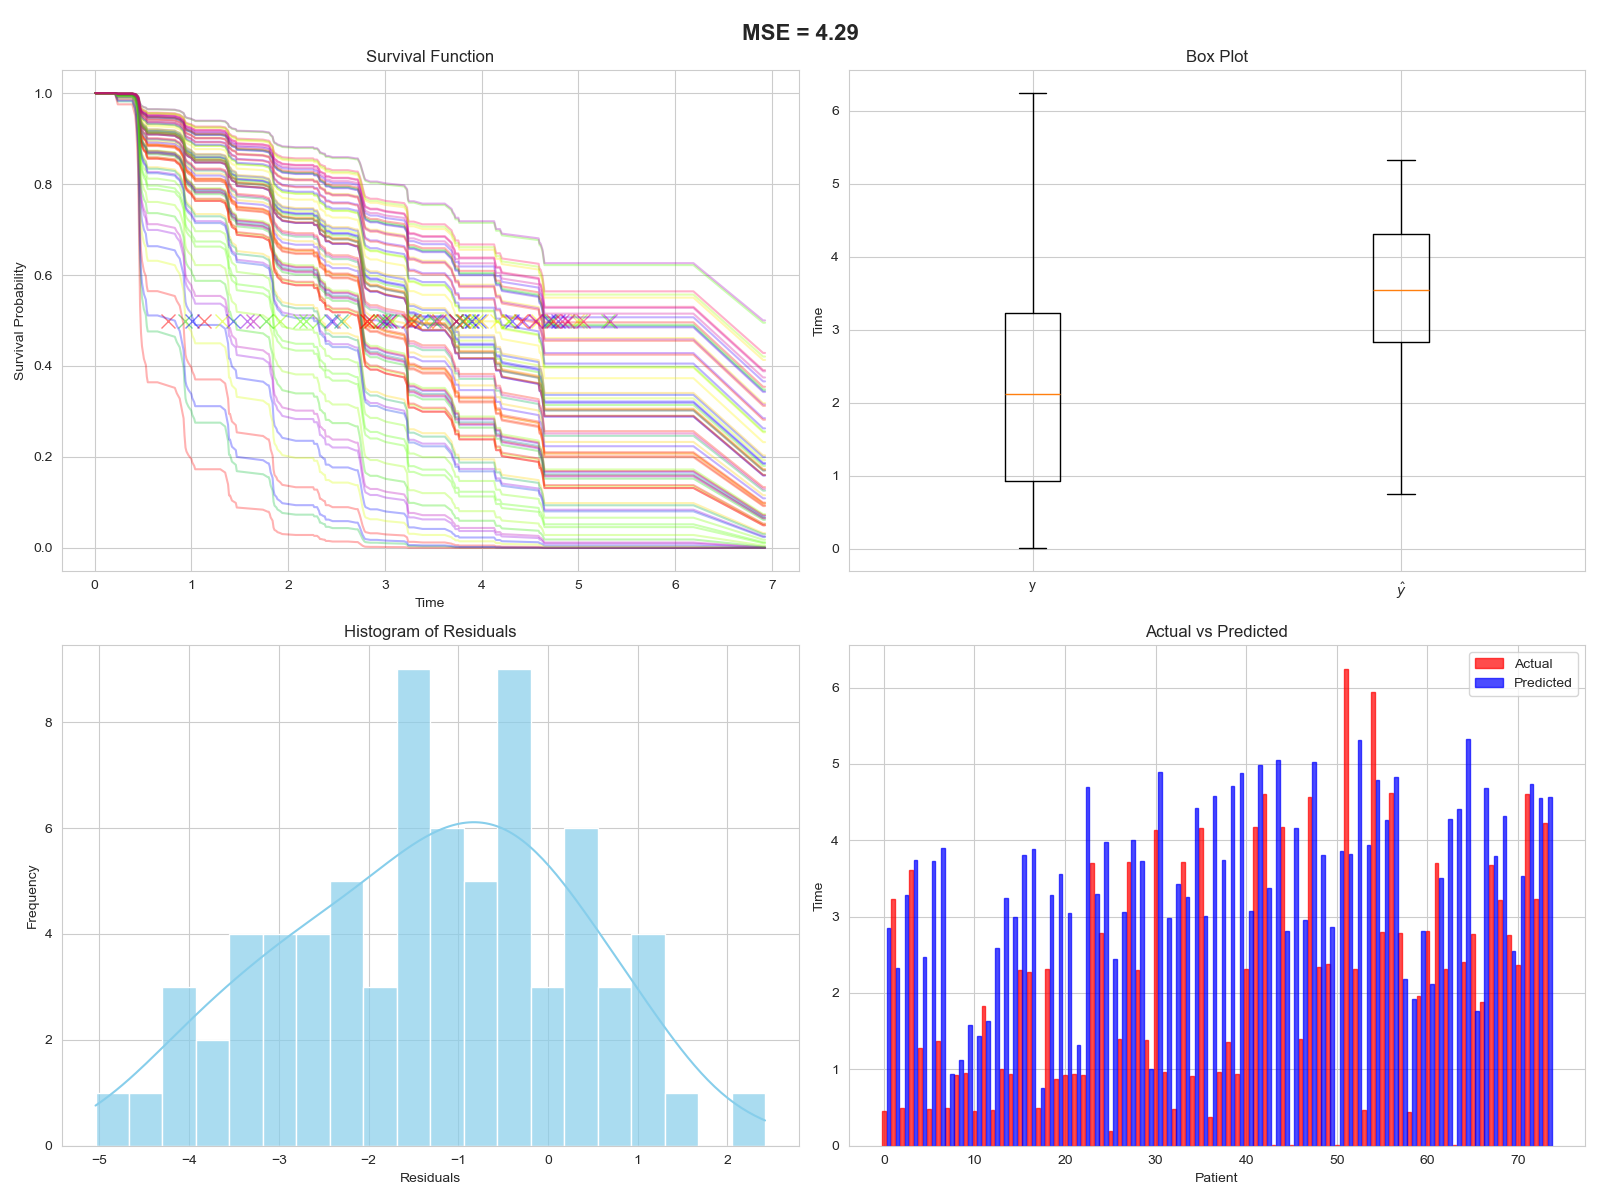 MSE = 4.29
Survival Function
Survival Probability
1.0
0.8
0.6
0.4
0.2
0.0
0 1 2 3 4 5 6 7
Time
Box Plot
Time
6
5
4
3
2
1
0
y ŷ
Histogram of Residuals
Frequency
8
6
4
2
0
−5 −4 −3 −2 −1 0 1 2
Residuals
Actual vs Predicted
Actual
Predicted
Time
6
5
4
3
2
1
0
0 10 20 30 40 50 60 70
Patient